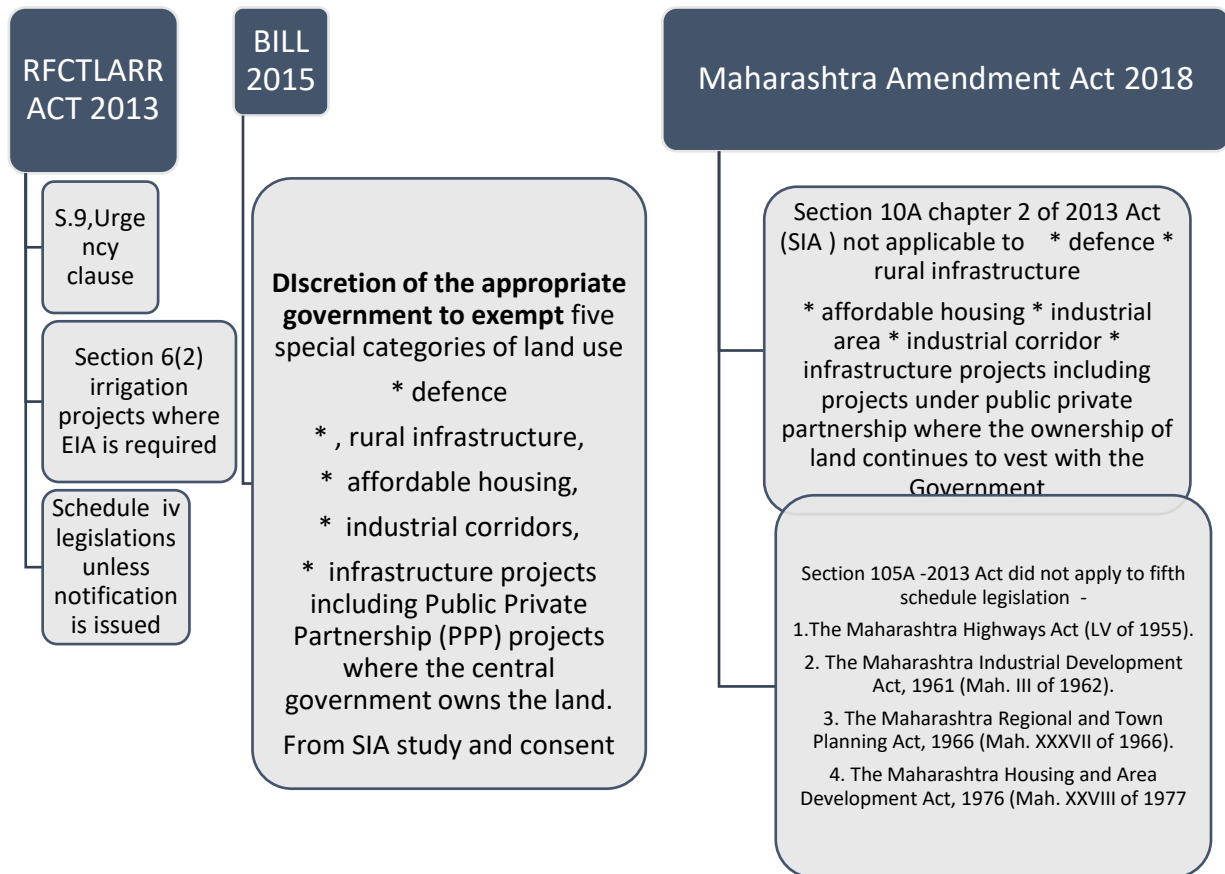 RFCTLARR
ACT 2013
S.9,Urge
ncy
clause
Section 6(2)
irrigation
projects where
EIA is required
Schedule iv
legislations
unless
notification
is issued
BILL
2015
DIscretion of the appropriate
government to exempt five
special categories of land use
* defence
* , rural infrastructure,
* affordable housing,
* industrial corridors,
* infrastructure projects
including Public Private
Partnership (PPP) projects
where the central
government owns the land.
From SIA study and consent
Maharashtra Amendment Act 2018
Section 10A chapter 2 of 2013 Act
(SIA ) not applicable to * defence *
rural infrastructure
* affordable housing * industrial
area * industrial corridor *
infrastructure projects including
projects under public private
partnership where the ownership of
land continues to vest with the
Government
Section 105A -2013 Act did not apply to fifth
schedule legislation -
1.The Maharashtra Highways Act (LV of 1955).
2. The Maharashtra Industrial Development
Act, 1961 (Mah. III of 1962).
3. The Maharashtra Regional and Town
Planning Act, 1966 (Mah. XXXVII of 1966).
4. The Maharashtra Housing and Area
Development Act, 1976 (Mah. XXVIII of 1977